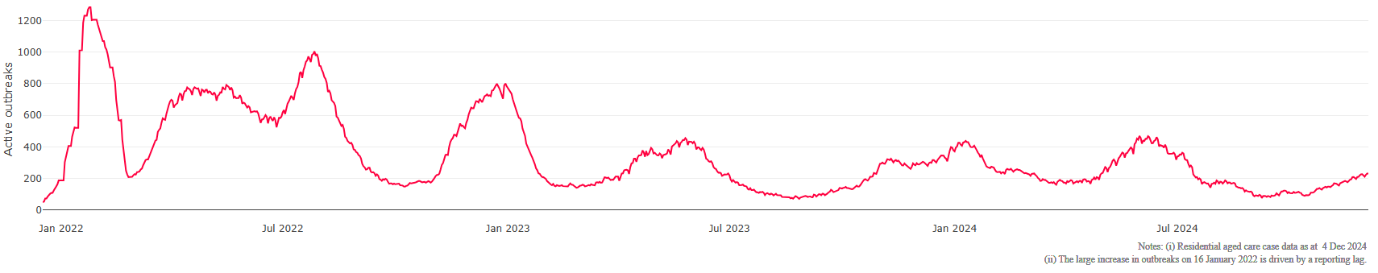 Active outbreaks
1200
1000
800
600
400
200
0
Jan 2022
Jul 2022
Jan 2023
Jul 2023
Jan 2024
Jul 2024
Notes: (i) Residential aged care case data as at 4 Dec 2024
(ii) The large increase in outbreaks on 16 January 2022 is driven by a reporting lag.